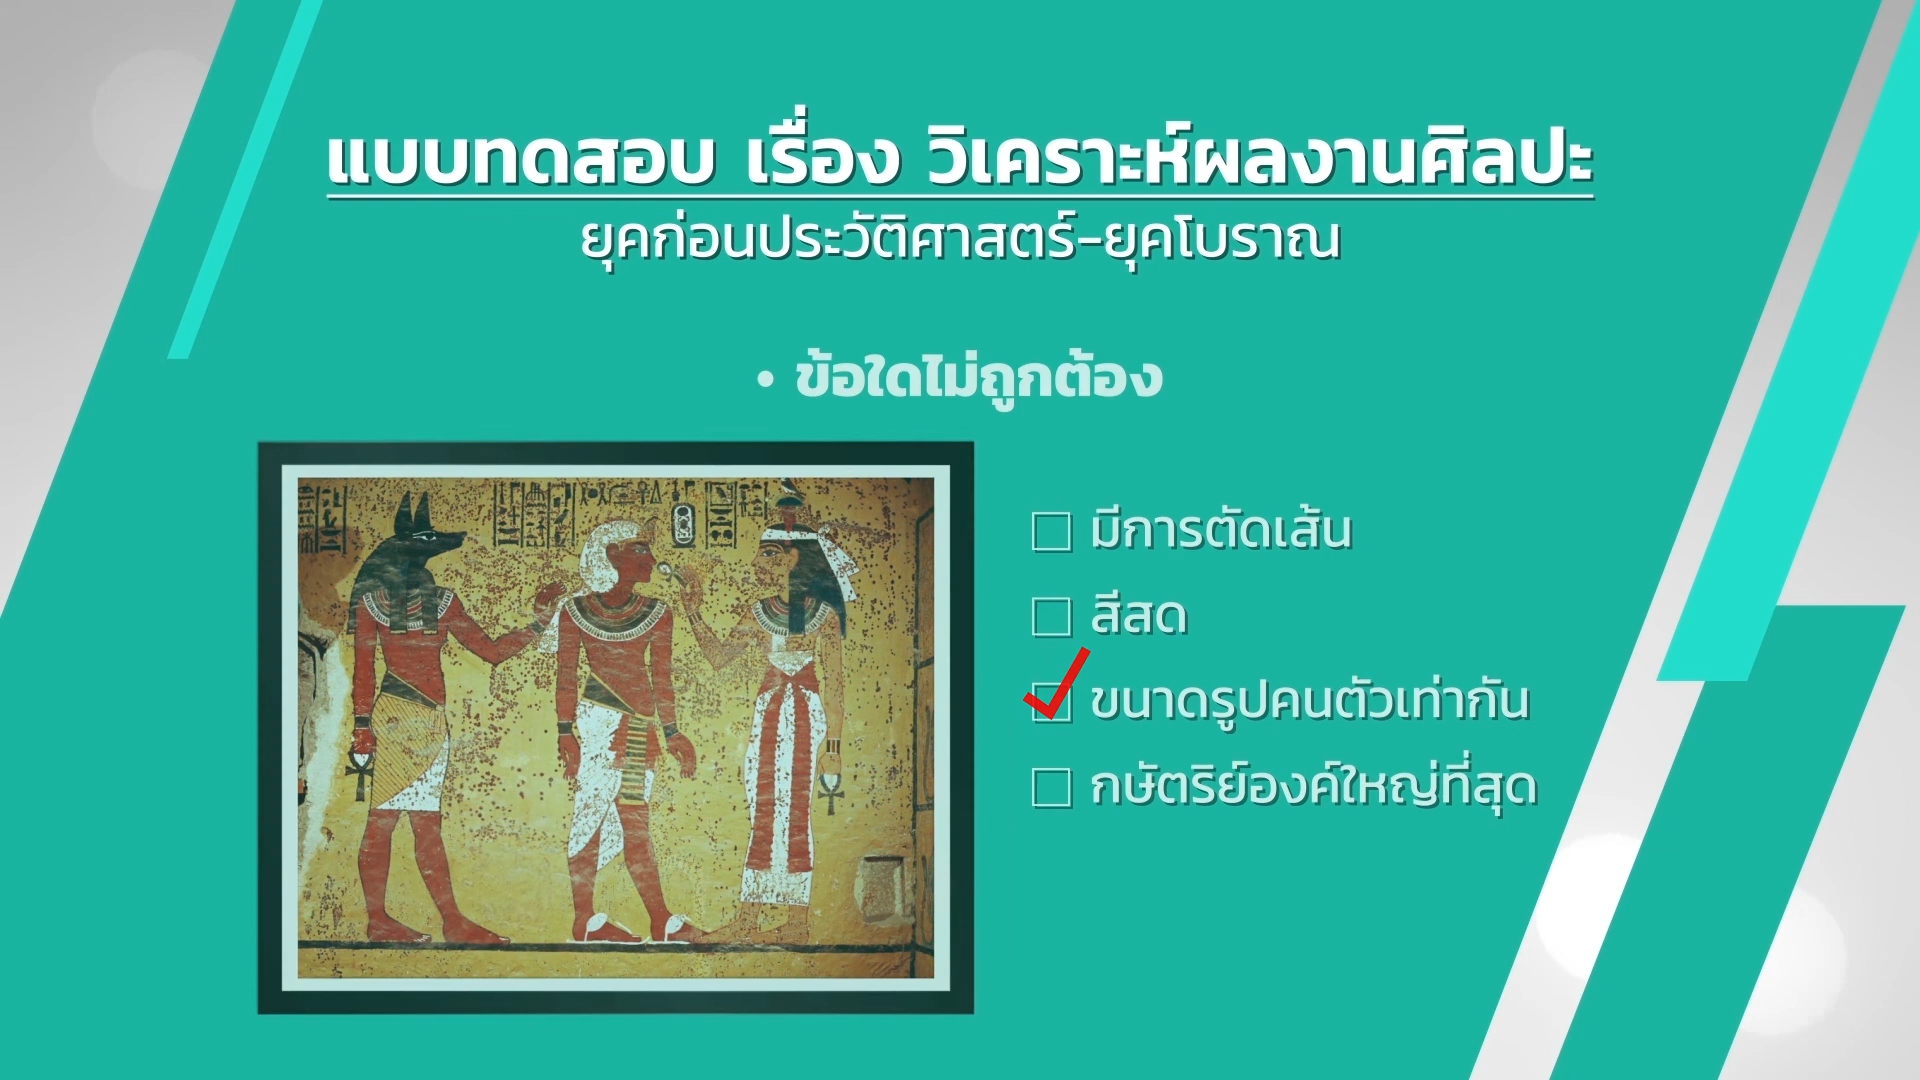 แบบทดสอบ เรื่อง วิเคราะห์ผลงานศิลปะ
ยุคก่อนประวัติศาสตร์-ยุคโบราณ
• ข้อใดไม่ถูกต้อง
มีการตัดเส้น
สีสด
ขนาดรูปคนตัวเท่ากัน
กษัตริย์องค์ใหญ่ที่สุด